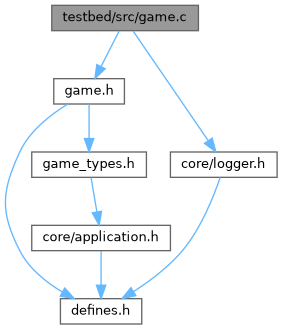 testbed/src/game.c
game.h
game_types.h
core/logger.h
core/application.h
defines.h